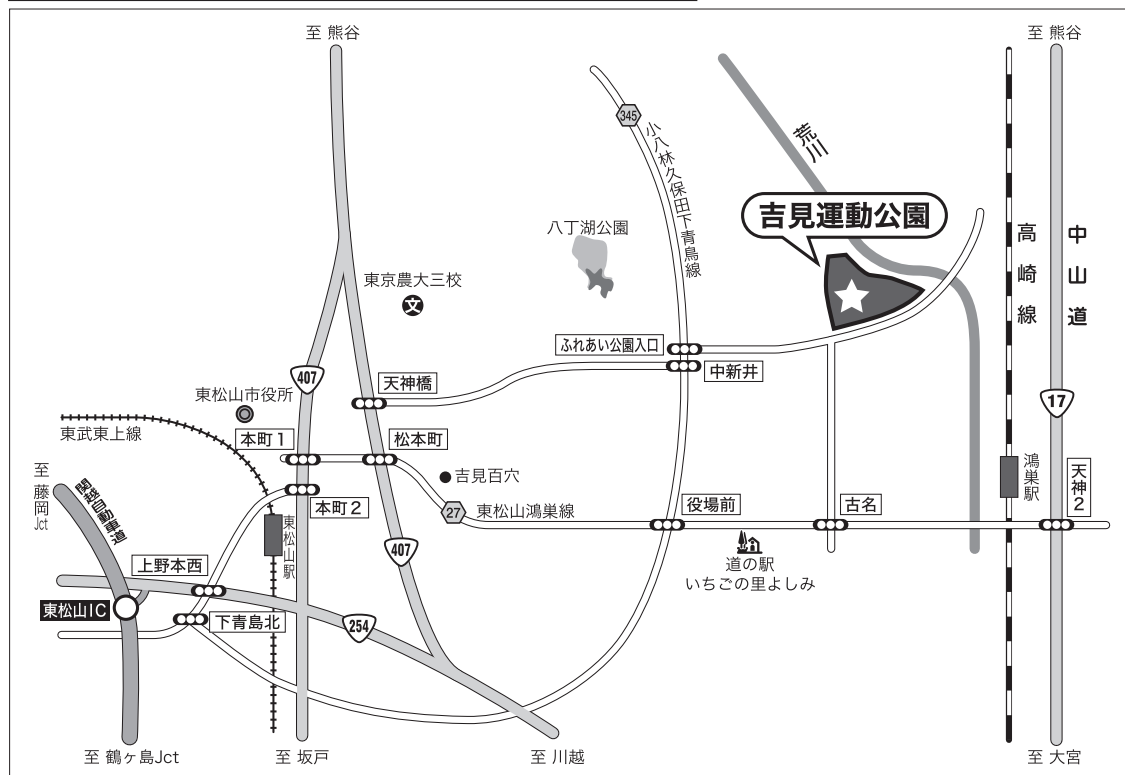 至 熊谷
至 熊谷
345
小八林久保田下青鳥線
荒川
吉見運動公園
高崎線
中山道
八丁湖公園
東京農大三校
文
ふれあい公園入口
中新井
天神橋
407
東松山市役所
17
東武東上線
本町1
松本町
吉見百穴
鴻巣駅
天神2
至 藤岡Jct
関越自動車道
本町2
27
東松山鴻巣線
役場前
古名
東松山駅
407
道の駅
いちごの里よしみ
上野本西
東松山IC
下青島北
254
至 鶴ヶ島Jct
至 坂戸
至 川越
至 大宮